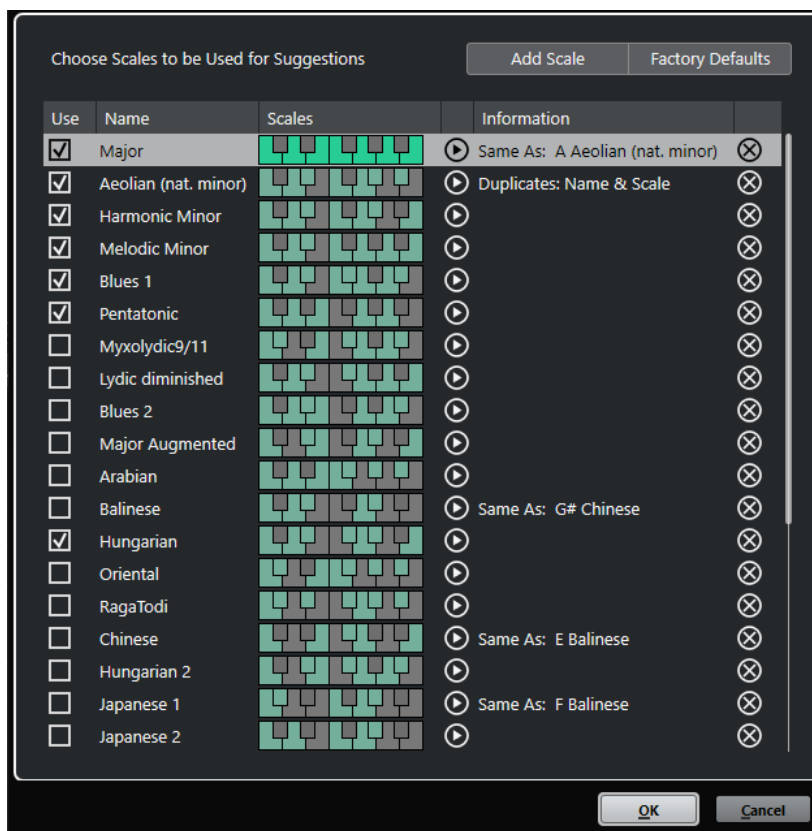 Choose Scales to be Used for Suggestions Add Scale Factory Defaults
Use Name Scales Information
Major Same As: A Aeolian (nat. minor)
Aeolian (nat. minor) Duplicates: Name & Scale
Harmonic Minor
Melodic Minor
Blues 1
Pentatonic
Myxolydic9/11
Lydic diminished
Blues 2
Major Augmented
Arabian
Balinese Same As: G# Chinese
Hungarian
Oriental
RagaTodi
Chinese Same As: E Balinese
Hungarian 2
Japanese 1 Same As: F Balinese
Japanese 2
OK Cancel